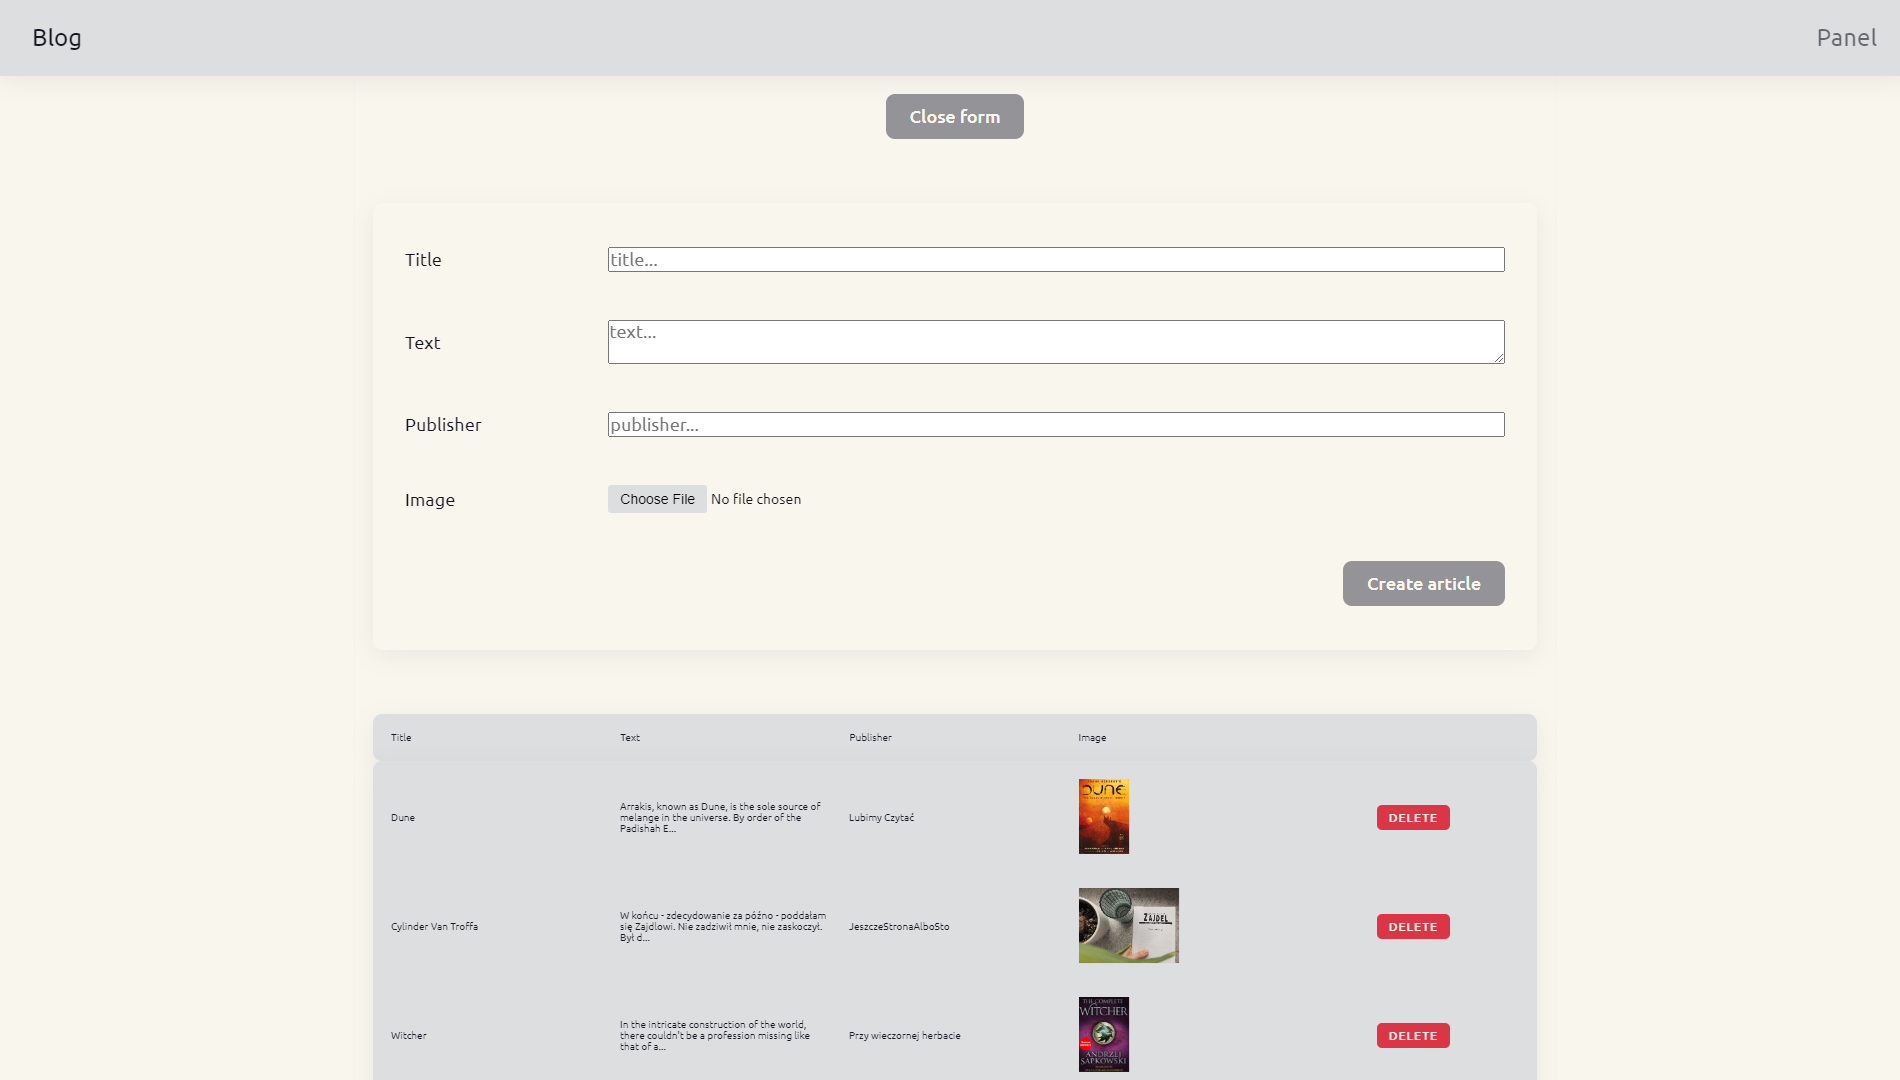 Blog
Panel
Close form
Title
title...
Text
text...
Publisher
publisher...
Image
Choose File No file chosen
Create article
Title Text Publisher Image
Dune
Arrakis, known as Dune, is the sole source of
melange in the universe. By order of the
Padishah E...
Lubimy Czytać
DUNE
DELETE
Cylinder Van Troffa
W końcu - zdecydowanie za późno - poddałam
się Zajdlowi. Nie zadziwił mnie, nie zaskoczył.
Był d...
JeszczeStronaAlboSto
ZAJDEL
DELETE
Witcher
In the intricate construction of the world,
there couldn't be a profession missing like
that of a...
Przy wieczornej herbacie
THE COMPLETE
WITCHER
ANDRZEJ
SAPKOWSKI
DELETE